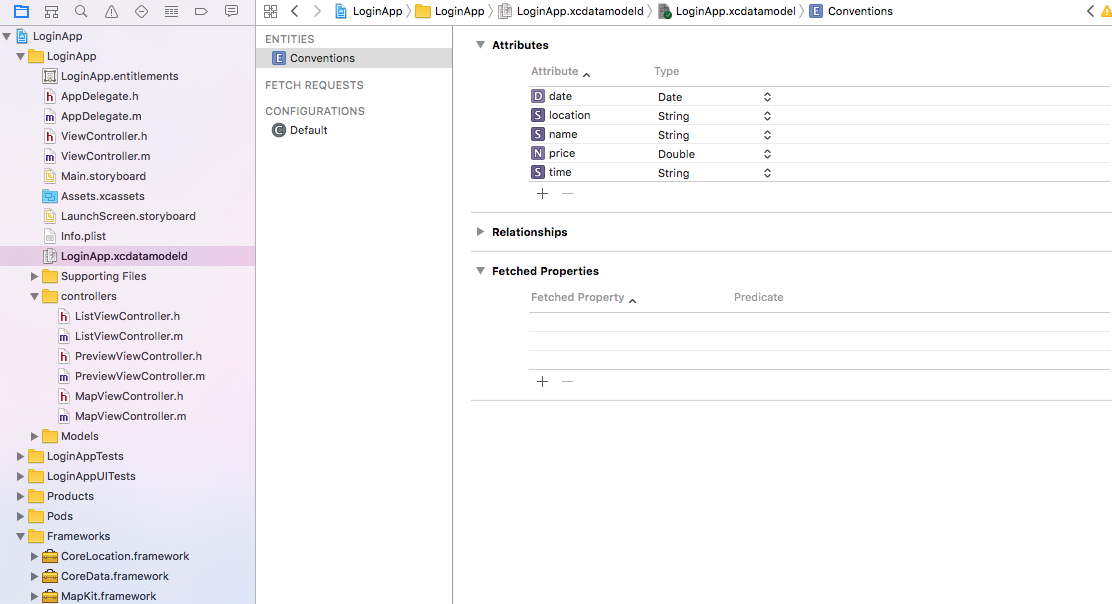 LoginApp
LoginApp
LoginApp.entitlements
h AppDelegate.h
m AppDelegate.m
h ViewController.h
m ViewController.m
Main.storyboard
Assets.xcassets
LaunchScreen.storyboard
Info.plist
LoginApp.xcdatamodeld
Supporting Files
controllers
h ListViewController.h
m ListViewController.m
h PreviewViewController.h
m PreviewViewController.m
h MapViewController.h
m MapViewController.m
Models
LoginAppTests
LoginAppUITests
Products
Pods
Frameworks
CoreLocation.framework
CoreData.framework
MapKit.framework
LoginApp LoginApp LoginApp.xcdatamodeld LoginApp.xcdatamodel E Conventions
ENTITIES
E Conventions
FETCH REQUESTS
CONFIGURATIONS
C Default
Attributes
Attribute Type
D date Date
S location String
S name String
N price Double
S time String
Relationships
Fetched Properties
Fetched Property Predicate